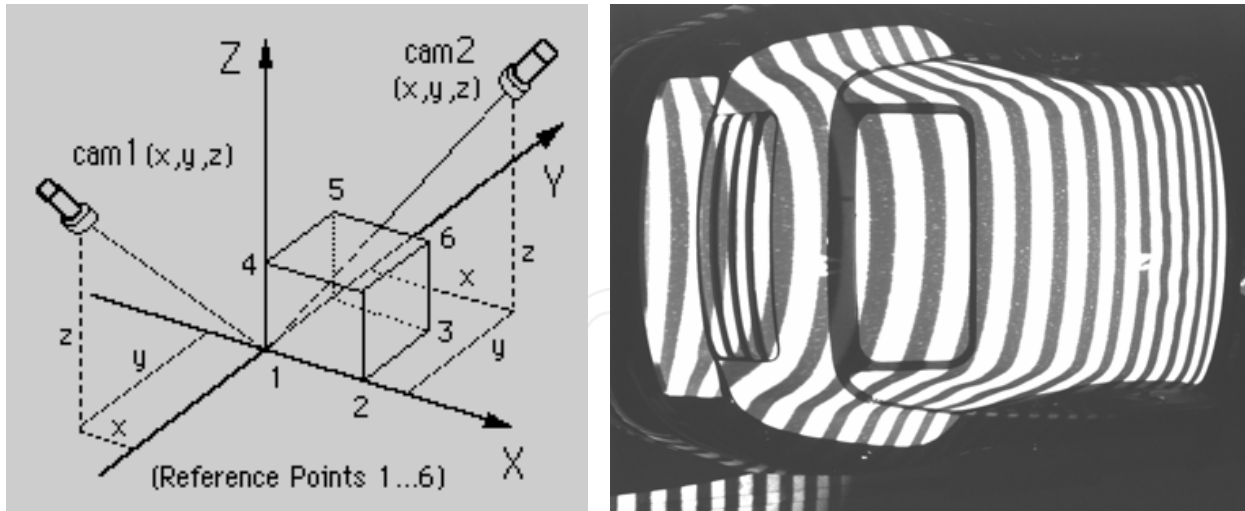 Z
cam2
(x,y,z)
cam1(x,y,z)
Y
5
6
4
x
z
z
3
y
y
1
2
x
X
(Reference Points 1...6)